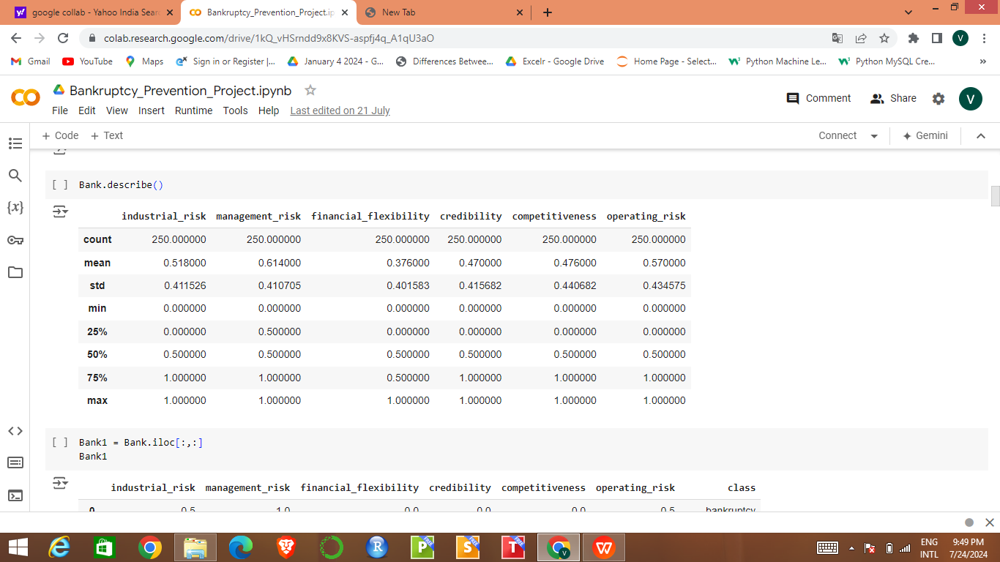 google collab - Yahoo India Sear
Bankruptcy_Prevention_Project.ip
New Tab
colab.research.google.com/drive/1kQ_vHSrndd9x8KVS-aspfj4q_A1qU3aO
V
Gmail
YouTube
Maps
Sign in or Register |...
January 4 2024 - G...
Differences Betwee...
Excelr - Google Drive
Home Page - Select...
Python Machine Le...
Python MySQL Cre...
»
Bankruptcy_Prevention_Project.ipynb
Comment
Share
V
File Edit View Insert Runtime Tools Help Last edited on 21 July
+ Code + Text
Connect
Gemini
[ ] Bank.describe()
industrial_risk management_risk financial_flexibility credibility competitiveness operating_risk
count 250.000000 250.000000 250.000000 250.000000 250.000000 250.000000
mean 0.518000 0.614000 0.376000 0.470000 0.476000 0.570000
std 0.411526 0.410705 0.401583 0.415682 0.440682 0.434575
min 0.000000 0.000000 0.000000 0.000000 0.000000 0.000000
25% 0.000000 0.500000 0.000000 0.000000 0.000000 0.000000
50% 0.500000 0.500000 0.500000 0.500000 0.500000 0.500000
75% 1.000000 1.000000 0.500000 1.000000 1.000000 1.000000
max 1.000000 1.000000 1.000000 1.000000 1.000000 1.000000
[ ] Bank1 = Bank.iloc[:,:]
Bank1
industrial_risk management_risk financial_flexibility credibility competitiveness operating_risk class
0 0.5 1.0 0.0 0.0 0.0 0.5 bankruptcy
ENG 9:49 PM
INTL 7/24/2024